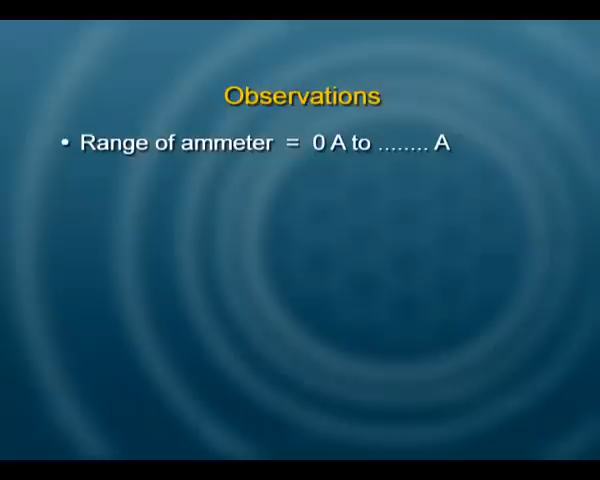 Observations
• Range of ammeter = 0 A to ........ A